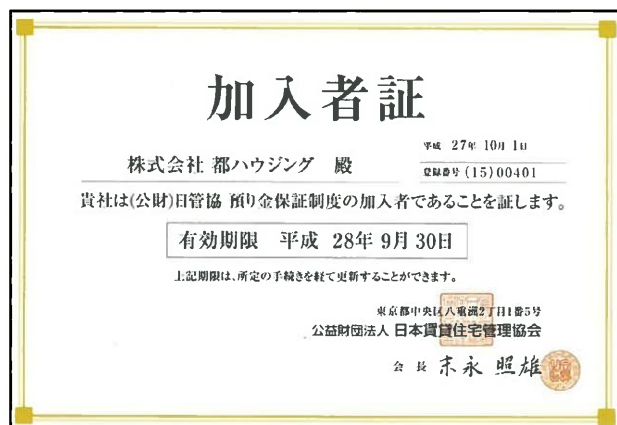 加入者証
平成 27年 10月 1日
株式会社 都ハウジング 殿
登録番号 (15)00401
貴社は(公財)日管協 預り金保証制度の加入者であることを証します。
有効期限 平成 28年 9月 30日
上記期限は、所定の手続きを経て更新することができます。
東京都中央区八重洲2丁目1番5号
公益財団法人 日本賃貸住宅管理協会
会 長 末永 照雄